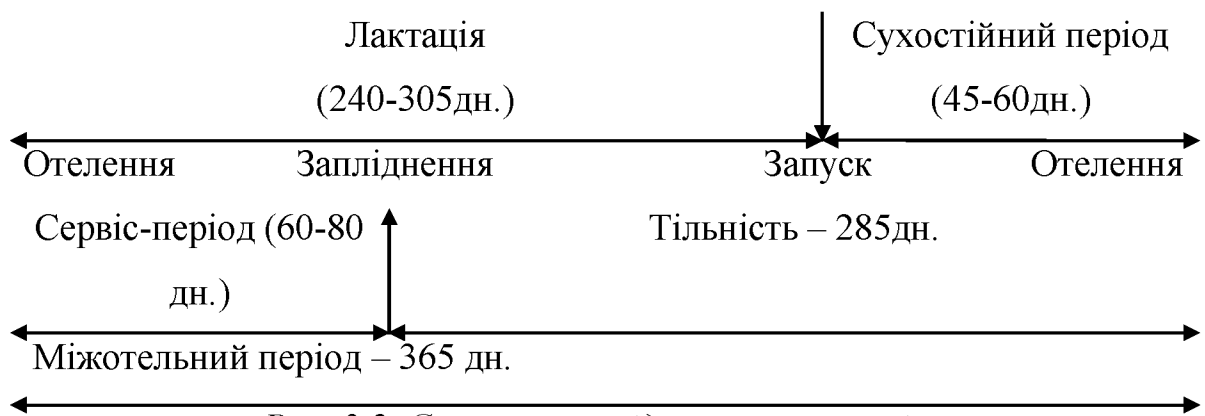 Лактація Сухостійний період
(240-305дн.) (45-60дн.)
Отелення Запліднення Запуск Отелення
Сервіс-період (60-80 Тільність – 285дн.
дн.)
Міжотельний період – 365 дн.